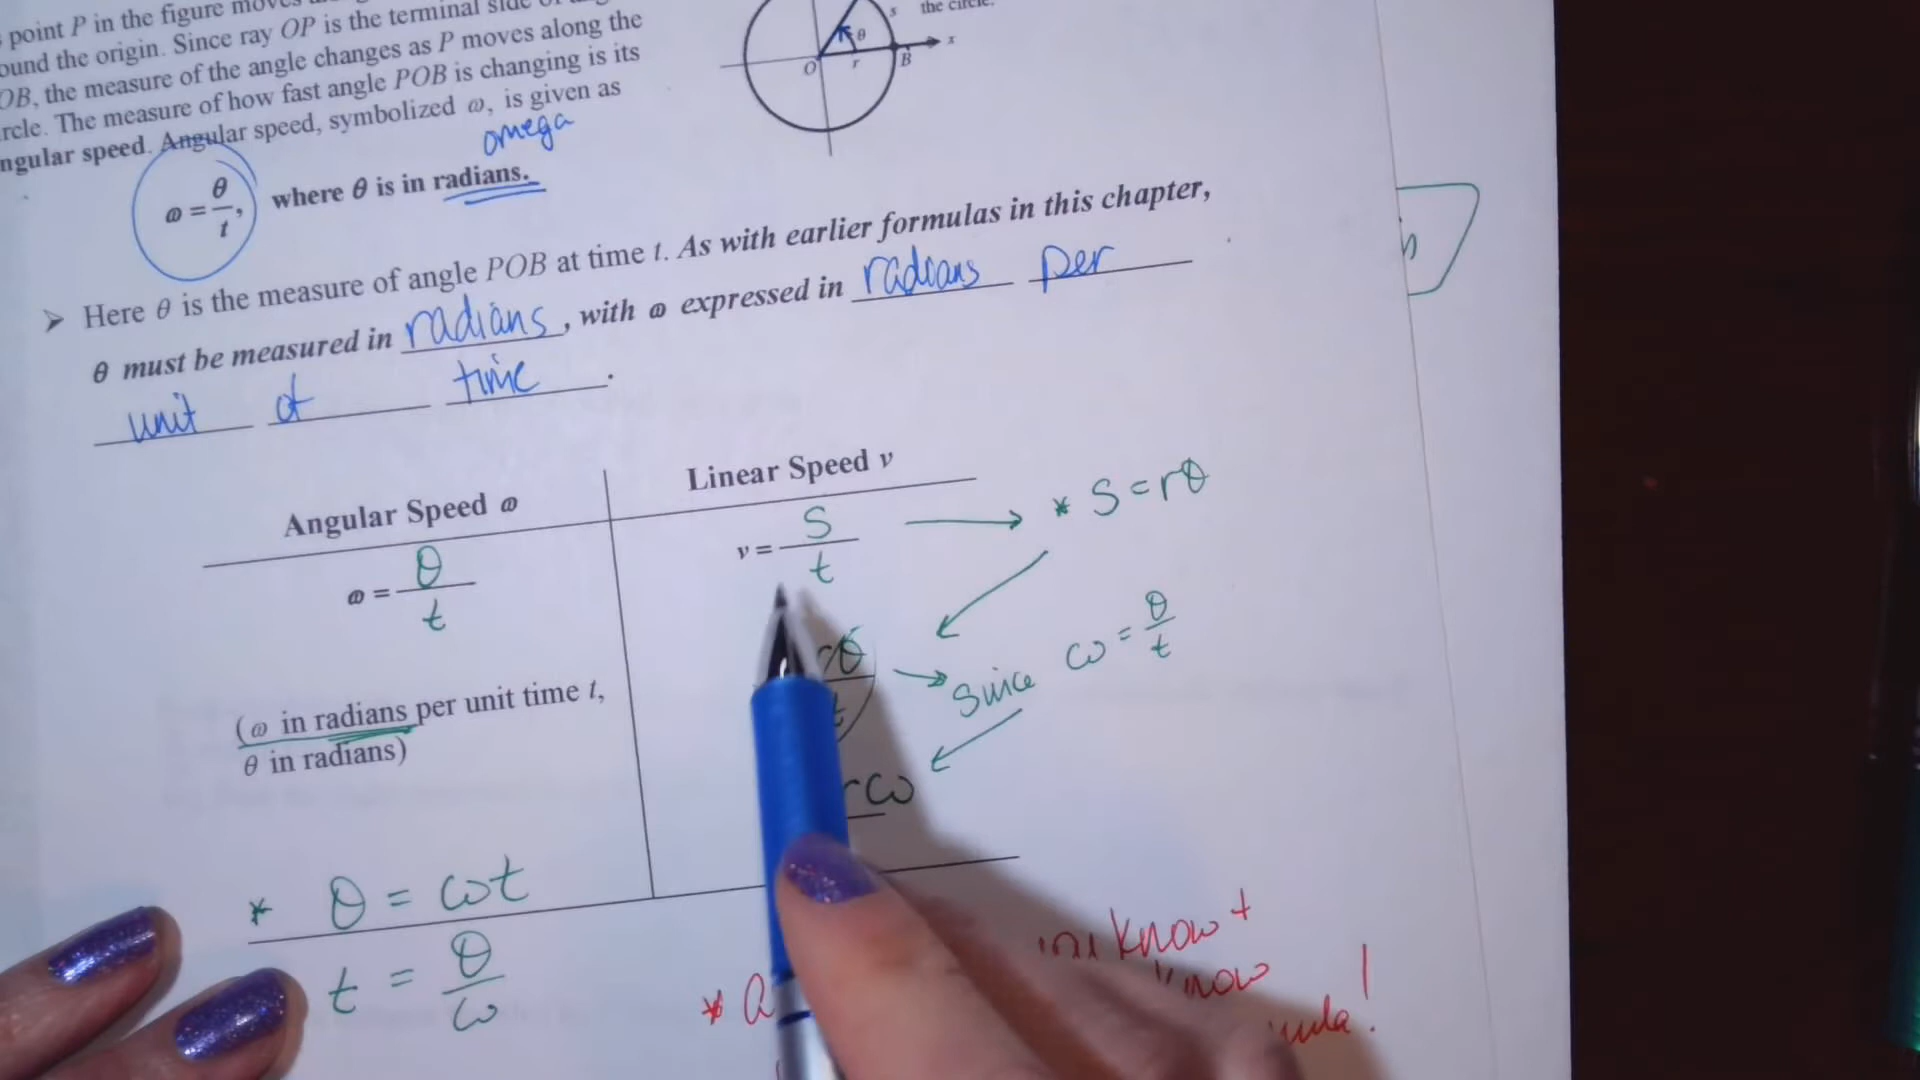 point P in the figure moves
the circle.
ound the origin. Since ray OP is the terminal side of
OB, the measure of the angle changes as P moves along the
rcle. The measure of how fast angle POB is changing is its
ngular speed. Angular speed, symbolized ω, is given as
s
θ
x
O
r
B
omega
ω = θ/t, where θ is in radians.
➢ Here θ is the measure of angle POB at time t. As with earlier formulas in this chapter,
θ must be measured in radians, with ω expressed in radians per
unit of time.
Angular Speed ω
Linear Speed v
ω = θ/t
v = s/t
* S = rθ
rθ
t
since ω = θ/t
(ω in radians per unit time t,
θ in radians)
rω
* θ = ωt
t = θ/ω
know +
know
!